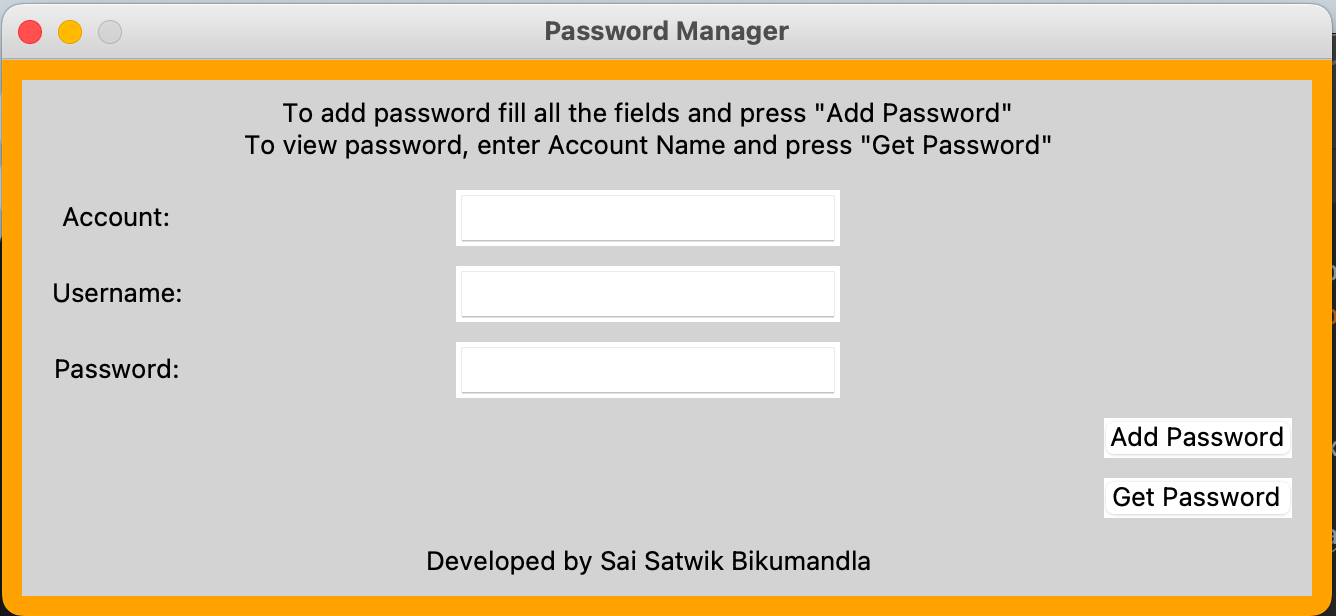 Password Manager
To add password fill all the fields and press "Add Password"
To view password, enter Account Name and press "Get Password"
Account:
Username:
Password:
Add Password
Get Password
Developed by Sai Satwik Bikumandla